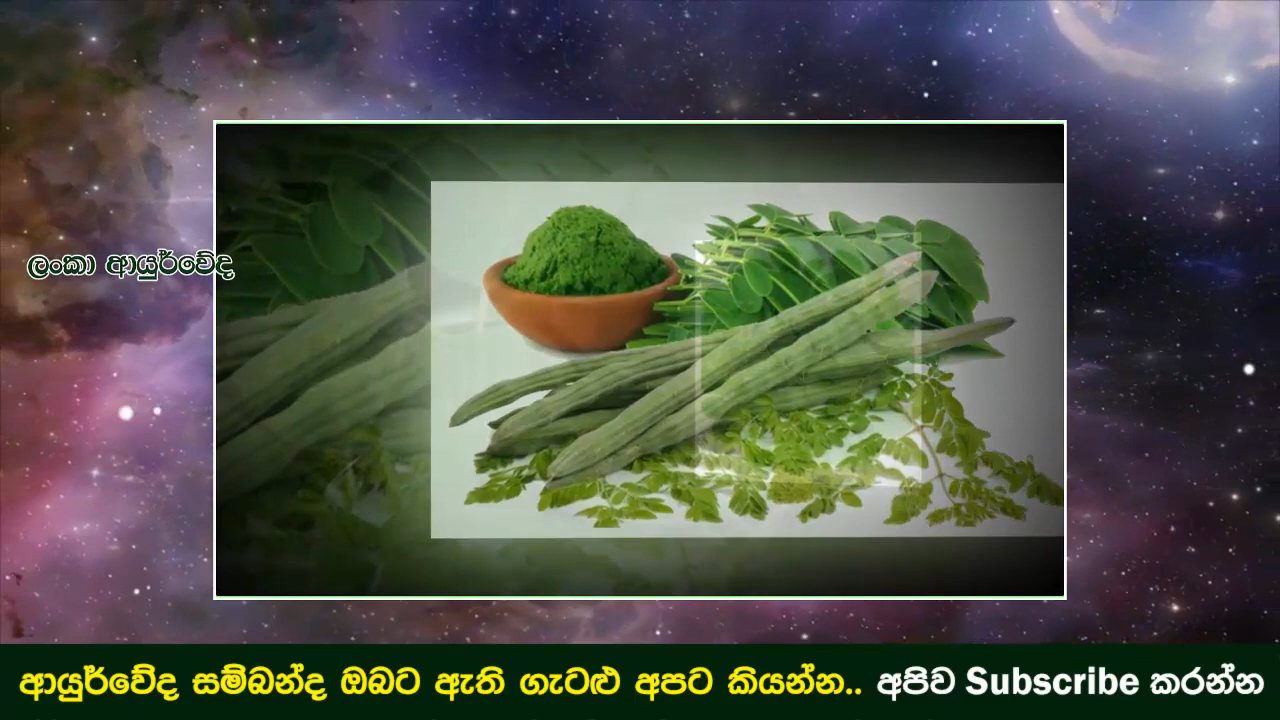 ලංකා ආයුර්වේද
ආයුර්වේද සම්බන්ද ඔබට ඇති ගැටළු අපට කියන්න.. අපිව Subscribe කරන්න